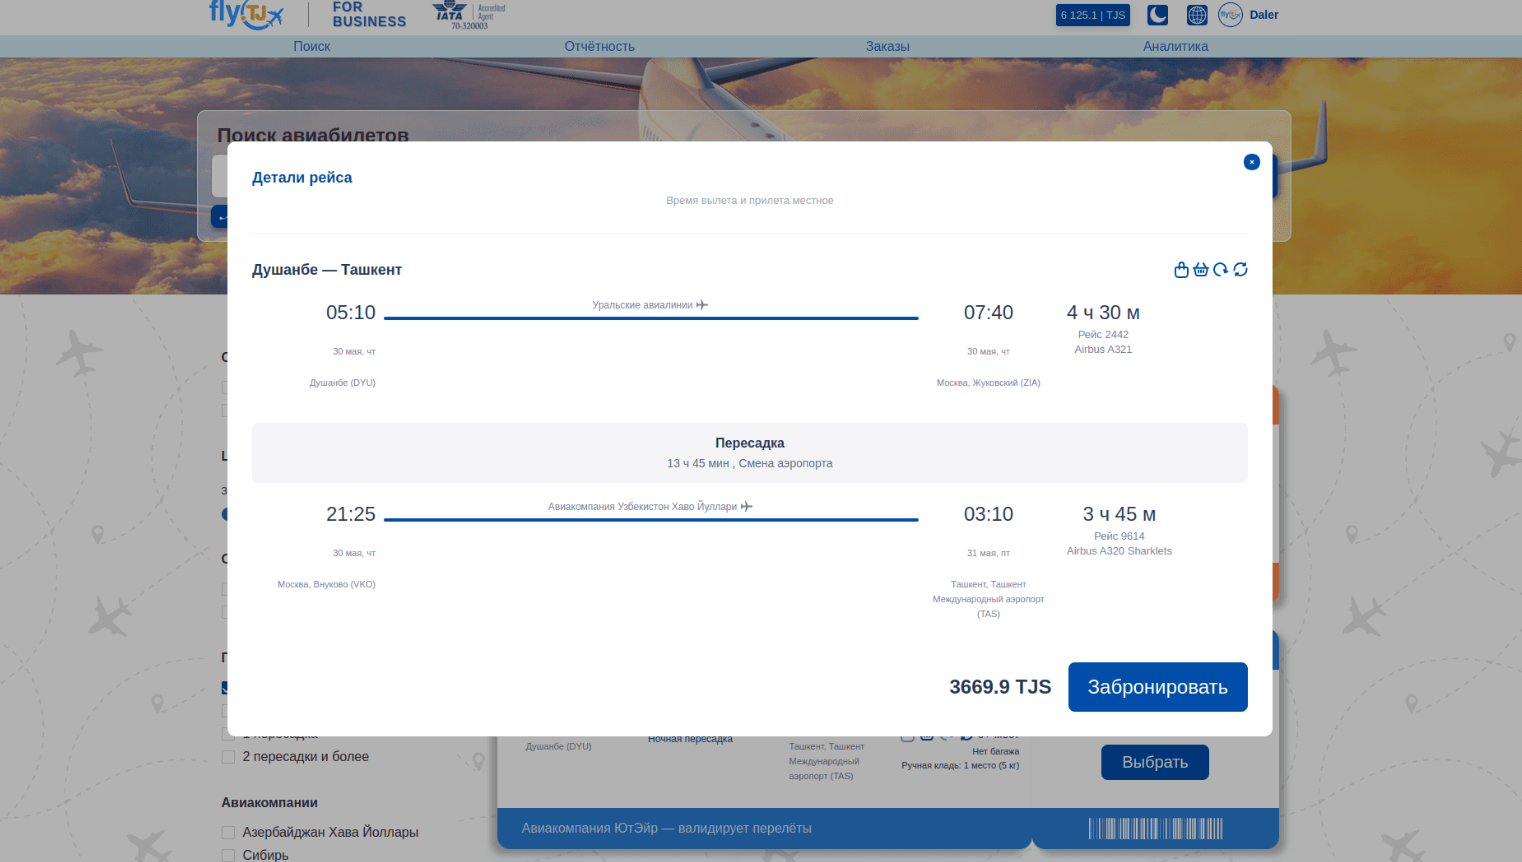 fly.TJ
FOR BUSINESS
IATA
Accredited Agent
70-320003
6 125.1 | TJS
Daler
Поиск
Отчётность
Заказы
Аналитика
Поиск авиабилетов
Детали рейса
Время вылета и прилета местное
Душанбе — Ташкент
05:10
Уральские авиалинии
07:40
4 ч 30 м
Рейс 2442
Airbus A321
30 мая, чт
30 мая, чт
Душанбе (DYU)
Москва, Жуковский (ZIA)
Пересадка
13 ч 45 мин , Смена аэропорта
21:25
Авиакомпания Узбекистон Хаво Йуллари
03:10
3 ч 45 м
Рейс 9614
Airbus A320 Sharklets
30 мая, чт
31 мая, пт
Москва, Внуково (VKO)
Ташкент, Ташкент
Международный аэропорт
(TAS)
3669.9 TJS
Забронировать
1 пересадка
2 пересадки и более
Душанбе (DYU)
Ночная пересадка
Ташкент, Ташкент
Международный
аэропорт (TAS)
Нет багажа
Ручная кладь: 1 место (5 кг)
Выбрать
Авиакомпании
Азербайджан Хава Йоллары
Сибирь
Авиакомпания ЮтЭйр — валидирует перелёты